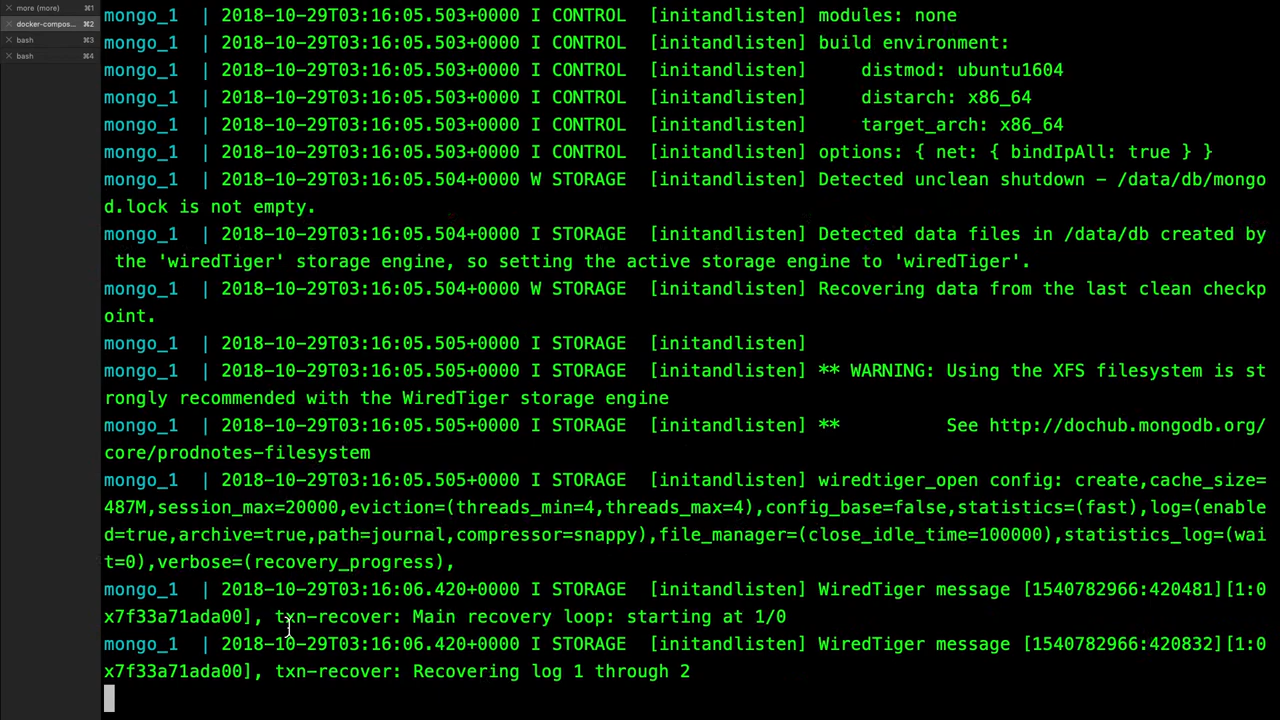 more (more) ⌘1
docker-compo... ⌘2
bash ⌘3
bash ⌘4
mongo_1  | 2018-10-29T03:16:05.503+0000 I CONTROL  [initandlisten] modules: none
mongo_1  | 2018-10-29T03:16:05.503+0000 I CONTROL  [initandlisten] build environment:
mongo_1  | 2018-10-29T03:16:05.503+0000 I CONTROL  [initandlisten]     distmod: ubuntu1604
mongo_1  | 2018-10-29T03:16:05.503+0000 I CONTROL  [initandlisten]     distarch: x86_64
mongo_1  | 2018-10-29T03:16:05.503+0000 I CONTROL  [initandlisten]     target_arch: x86_64
mongo_1  | 2018-10-29T03:16:05.503+0000 I CONTROL  [initandlisten] options: { net: { bindIpAll: true } }
mongo_1  | 2018-10-29T03:16:05.504+0000 W STORAGE  [initandlisten] Detected unclean shutdown - /data/db/mongo
d.lock is not empty.
mongo_1  | 2018-10-29T03:16:05.504+0000 I STORAGE  [initandlisten] Detected data files in /data/db created by
the 'wiredTiger' storage engine, so setting the active storage engine to 'wiredTiger'.
mongo_1  | 2018-10-29T03:16:05.504+0000 W STORAGE  [initandlisten] Recovering data from the last clean checkp
oint.
mongo_1  | 2018-10-29T03:16:05.505+0000 I STORAGE  [initandlisten]
mongo_1  | 2018-10-29T03:16:05.505+0000 I STORAGE  [initandlisten] ** WARNING: Using the XFS filesystem is st
rongly recommended with the WiredTiger storage engine
mongo_1  | 2018-10-29T03:16:05.505+0000 I STORAGE  [initandlisten] **          See http://dochub.mongodb.org/
core/prodnotes-filesystem
mongo_1  | 2018-10-29T03:16:05.505+0000 I STORAGE  [initandlisten] wiredtiger_open config: create,cache_size=
487M,session_max=20000,eviction=(threads_min=4,threads_max=4),config_base=false,statistics=(fast),log=(enable
d=true,archive=true,path=journal,compressor=snappy),file_manager=(close_idle_time=100000),statistics_log=(wai
t=0),verbose=(recovery_progress),
mongo_1  | 2018-10-29T03:16:06.420+0000 I STORAGE  [initandlisten] WiredTiger message [1540782966:420481][1:0
x7f33a71ada00], txn-recover: Main recovery loop: starting at 1/0
mongo_1  | 2018-10-29T03:16:06.420+0000 I STORAGE  [initandlisten] WiredTiger message [1540782966:420832][1:0
x7f33a71ada00], txn-recover: Recovering log 1 through 2